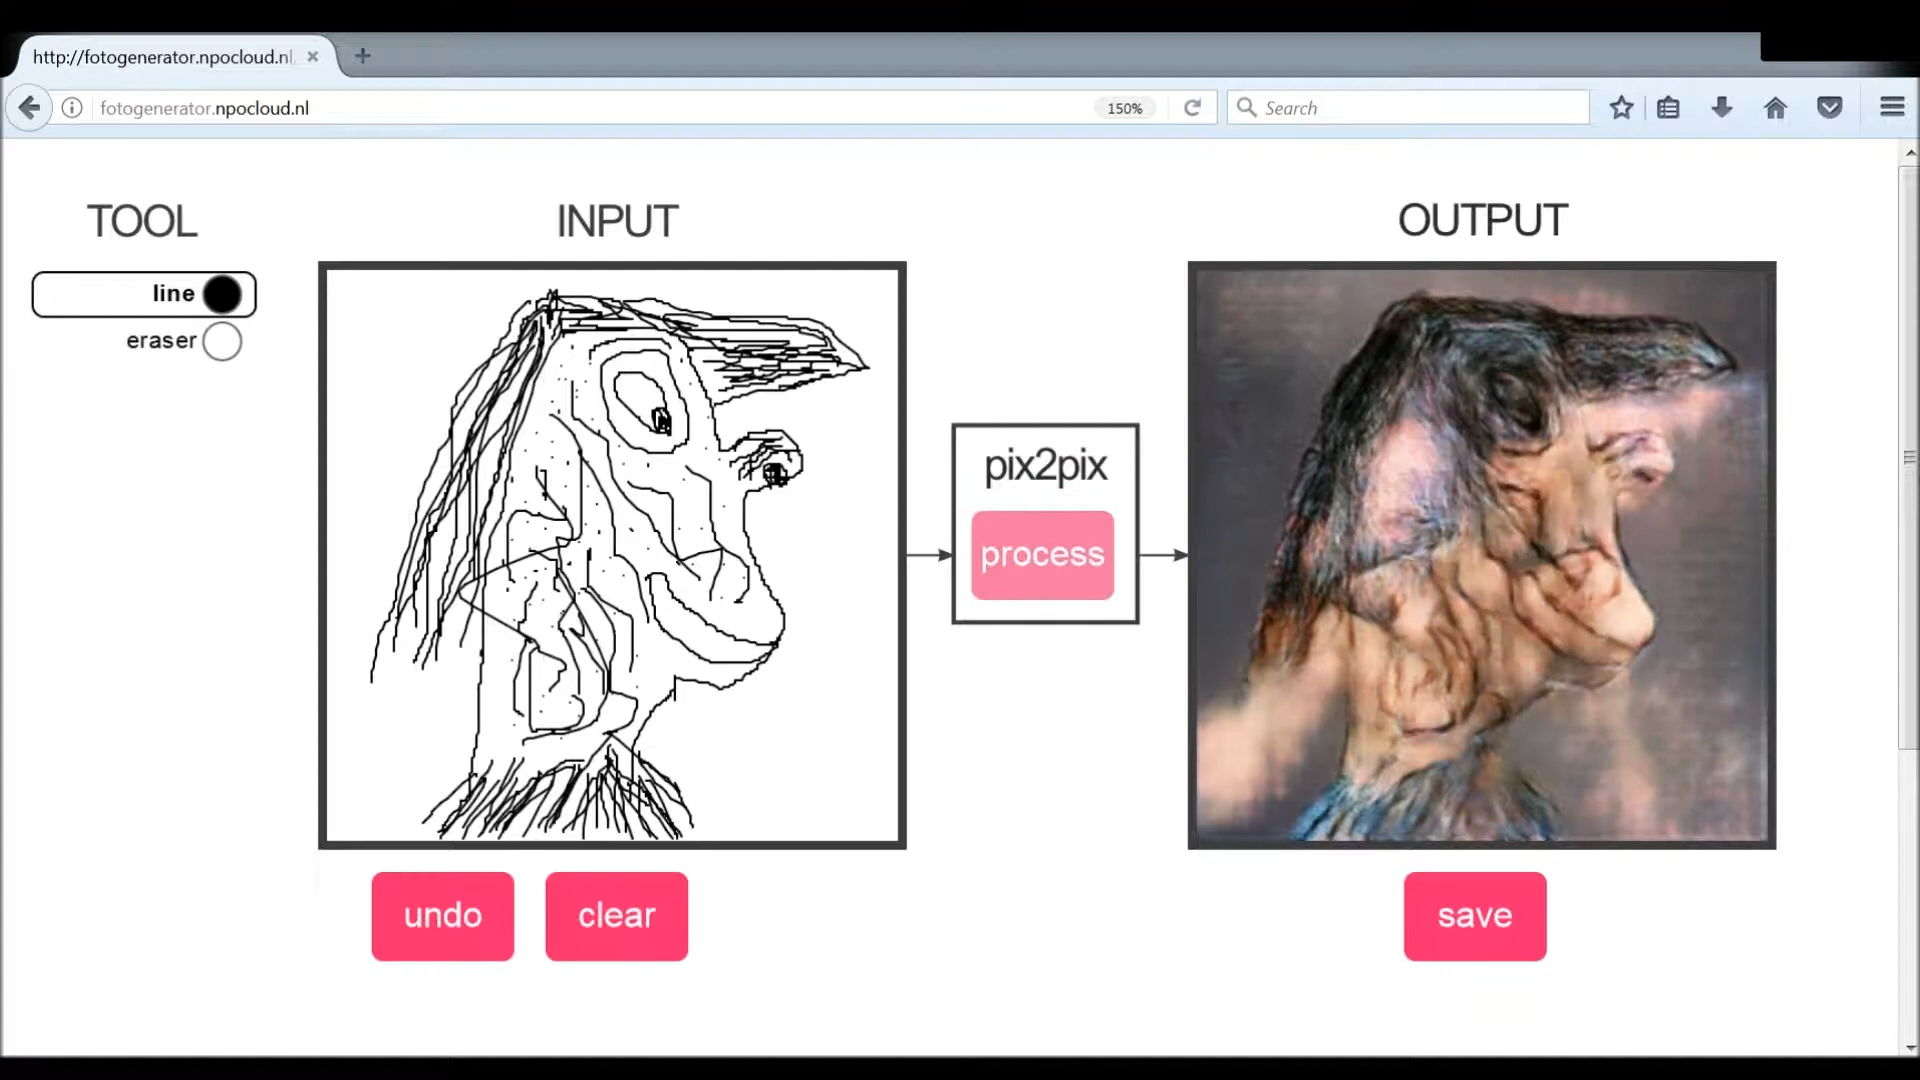 http://fotogenerator.npocloud.nl
fotogenerator.npocloud.nl
150%
Search
TOOL
INPUT
OUTPUT
line
eraser
pix2pix
process
undo
clear
save